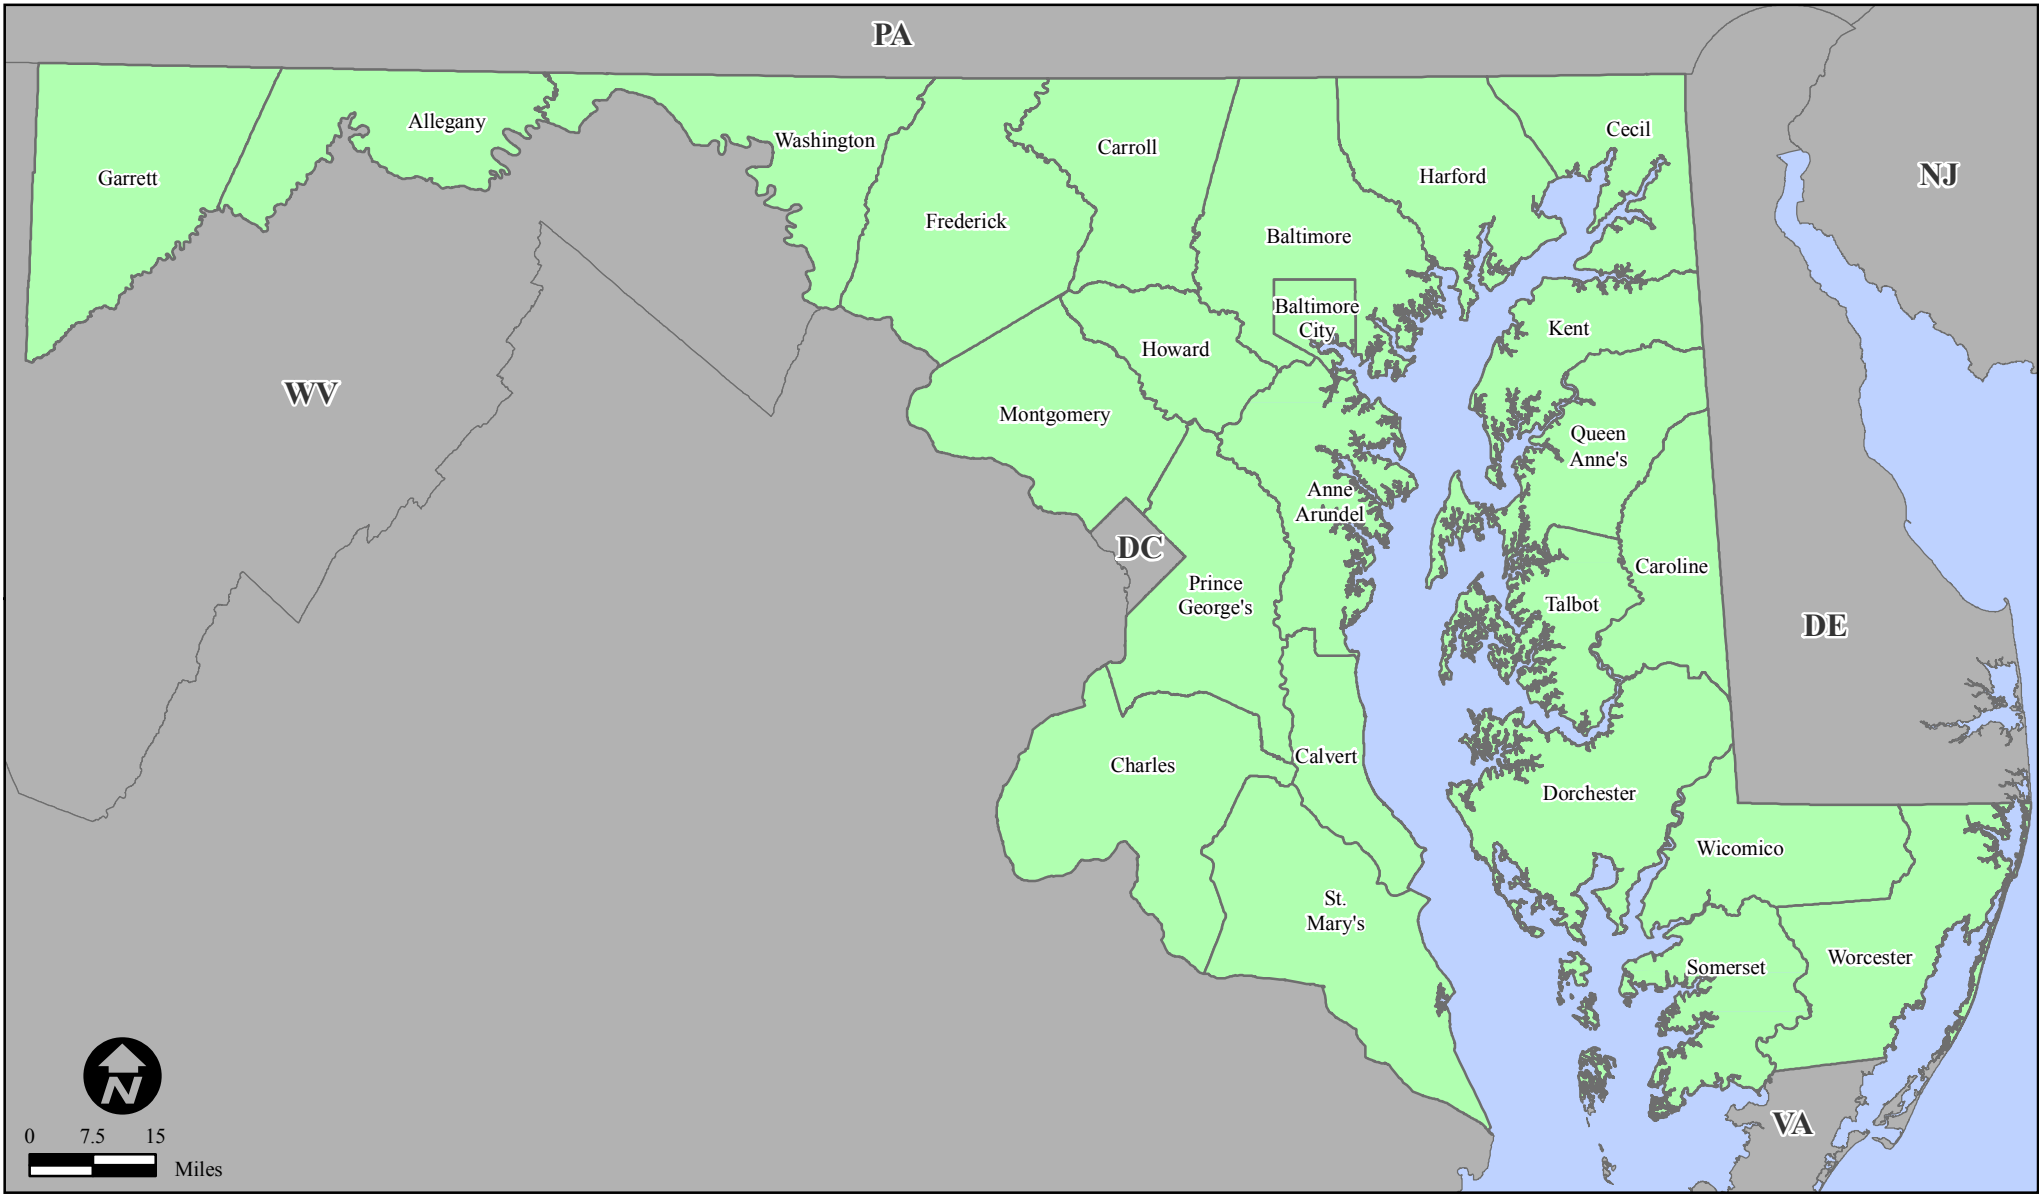 PA
Cecil
Allegany
Washington
Carroll
Garrett
Harford
NJ
Frederick
Baltimore
Baltimore
City
Kent
Howard
WV
Montgomery
Queen
Anne's
Anne
Arundel
DC
Caroline
Prince
George's
Talbot
DE
Calvert
Charles
Dorchester
Wicomico
St.
Mary's
Worcester
Somerset
N
VA
0 7.5 15
Miles